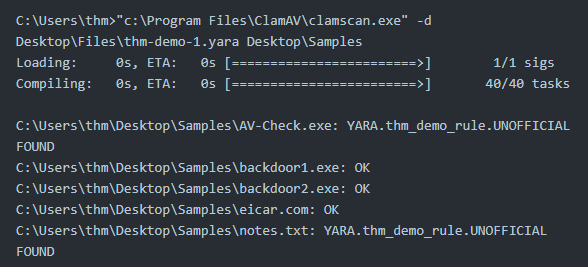 C:\Users\thm>"c:\Program Files\ClamAV\clamscan.exe" -d
Desktop\Files\thm-demo-1.yara Desktop\Samples
Loading:    0s, ETA:   0s [========================>]        1/1 sigs
Compiling:   0s, ETA:   0s [========================>]       40/40 tasks
C:\Users\thm\Desktop\Samples\AV-Check.exe: YARA.thm_demo_rule.UNOFFICIAL
FOUND
C:\Users\thm\Desktop\Samples\backdoor1.exe: OK
C:\Users\thm\Desktop\Samples\backdoor2.exe: OK
C:\Users\thm\Desktop\Samples\eicar.com: OK
C:\Users\thm\Desktop\Samples\notes.txt: YARA.thm_demo_rule.UNOFFICIAL
FOUND